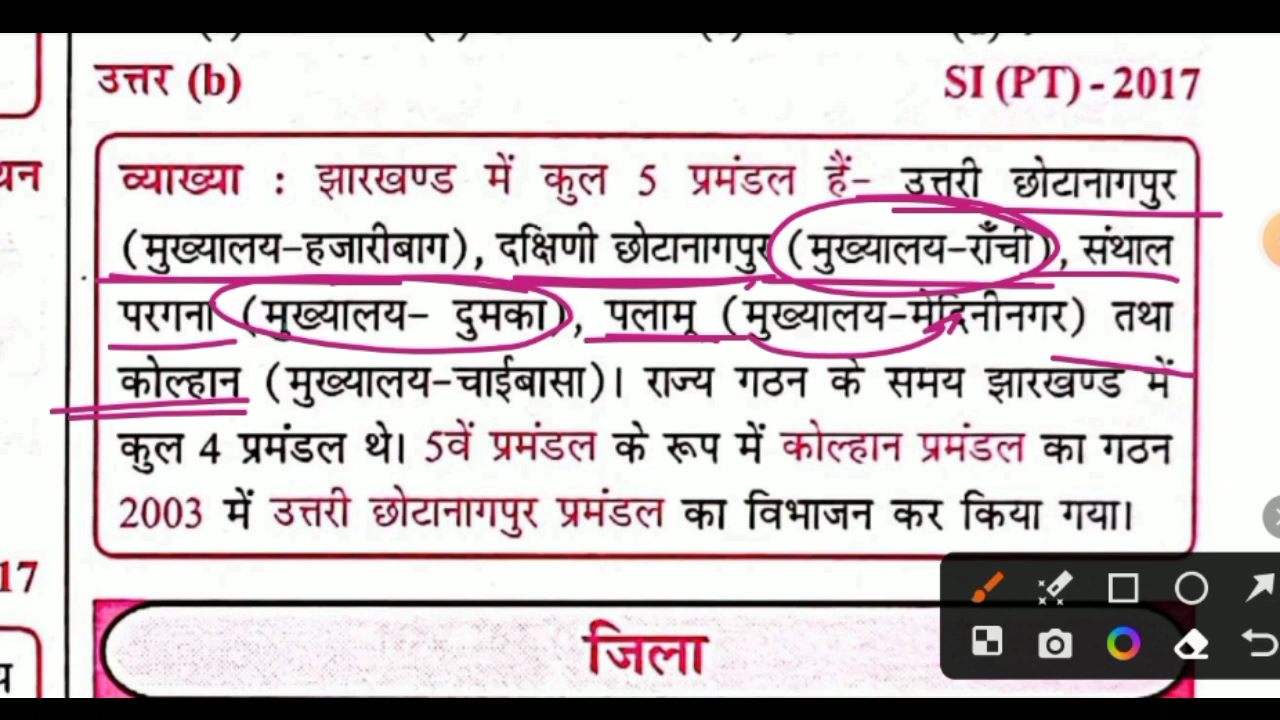 उत्तर (b)
SI (PT) - 2017
थन
व्याख्या : झारखण्ड में कुल 5 प्रमंडल हैं- उत्तरी छोटानागपुर
(मुख्यालय-हजारीबाग), दक्षिणी छोटानागपुर (मुख्यालय-राँची), संथाल
परगना (मुख्यालय- दुमका), पलामू (मुख्यालय-मेदिनीनगर) तथा
कोल्हान (मुख्यालय-चाईबासा)। राज्य गठन के समय झारखण्ड में
कुल 4 प्रमंडल थे। 5वें प्रमंडल के रूप में कोल्हान प्रमंडल का गठन
2003 में उत्तरी छोटानागपुर प्रमंडल का विभाजन कर किया गया।
17
जिला